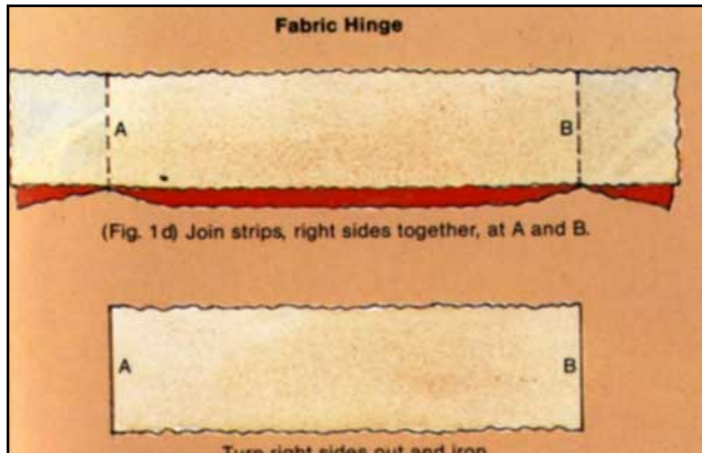 Fabric Hinge
A
B
(Fig. 1d) Join strips, right sides together, at A and B.
A
B
Turn right sides out and iron